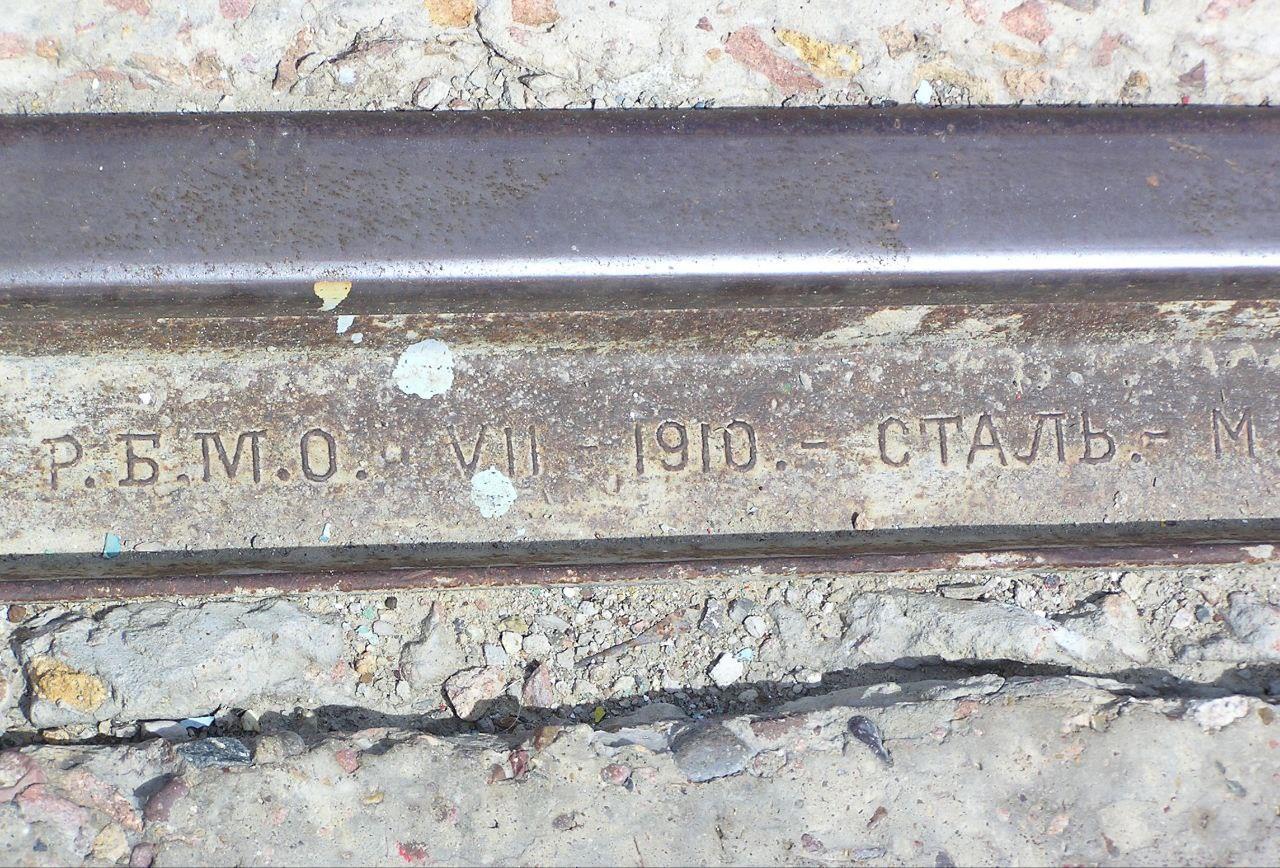 Р.Б.М.О. VII - 1910. - СТАЛЬ. - М.